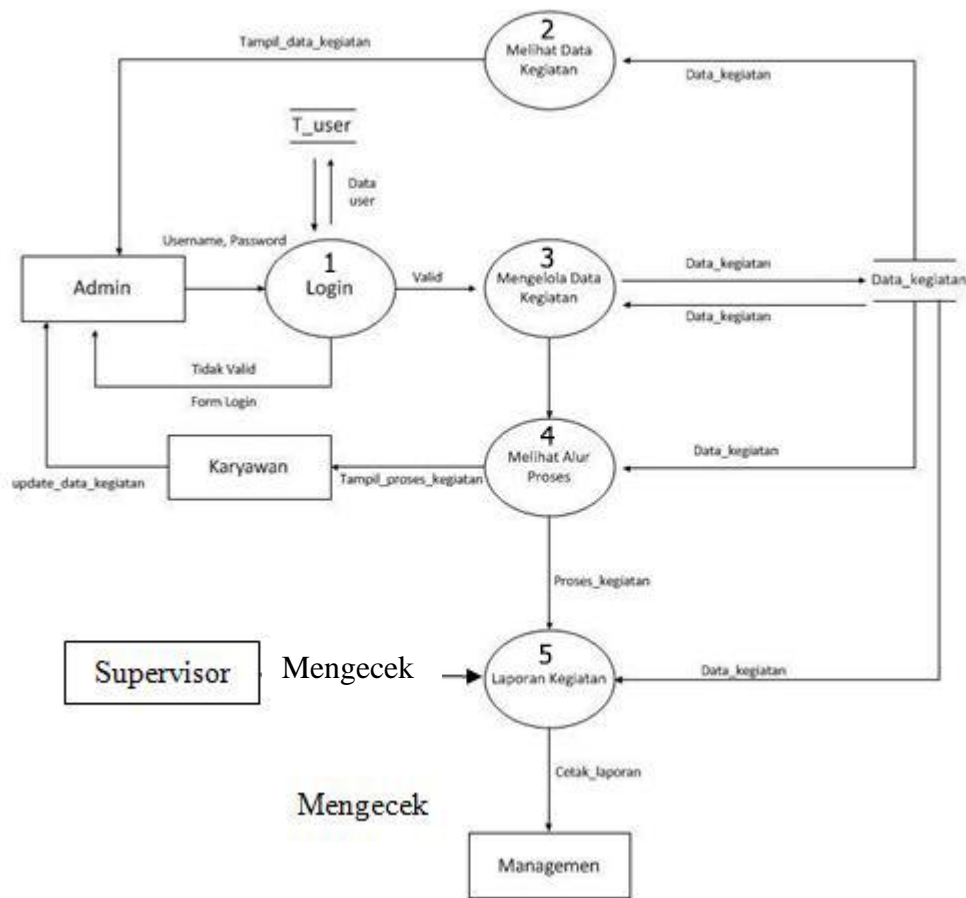 2
Melihat Data
Kegiatan
Tampil_data_kegiatan
Data_kegiatan
T_user
Data
user
Username, Password
Admin
1
Login
Valid
3
Mengelola Data
Kegiatan
Data_kegiatan
Data_kegiatan
Data_kegiatan
Tidak Valid
Form Login
4
Melihat Alur
Proses
Data_kegiatan
Karyawan
Tampil_proses_kegiatan
update_data_kegiatan
Proses_kegiatan
Supervisor
Mengecek
5
Laporan Kegiatan
Data_kegiatan
Cetak_laporan
Mengecek
Managemen